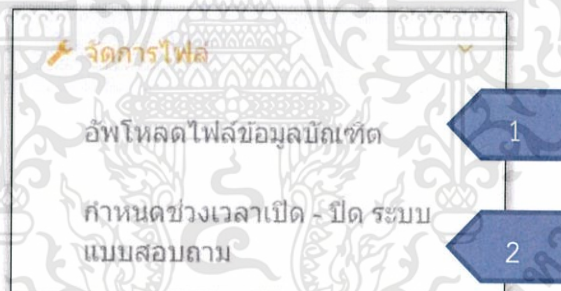 จัดการไฟล์
อัพโหลดไฟล์ข้อมูลบัณฑิต
1
กำหนดช่วงเวลาเปิด - ปิด ระบบ
แบบสอบถาม
2